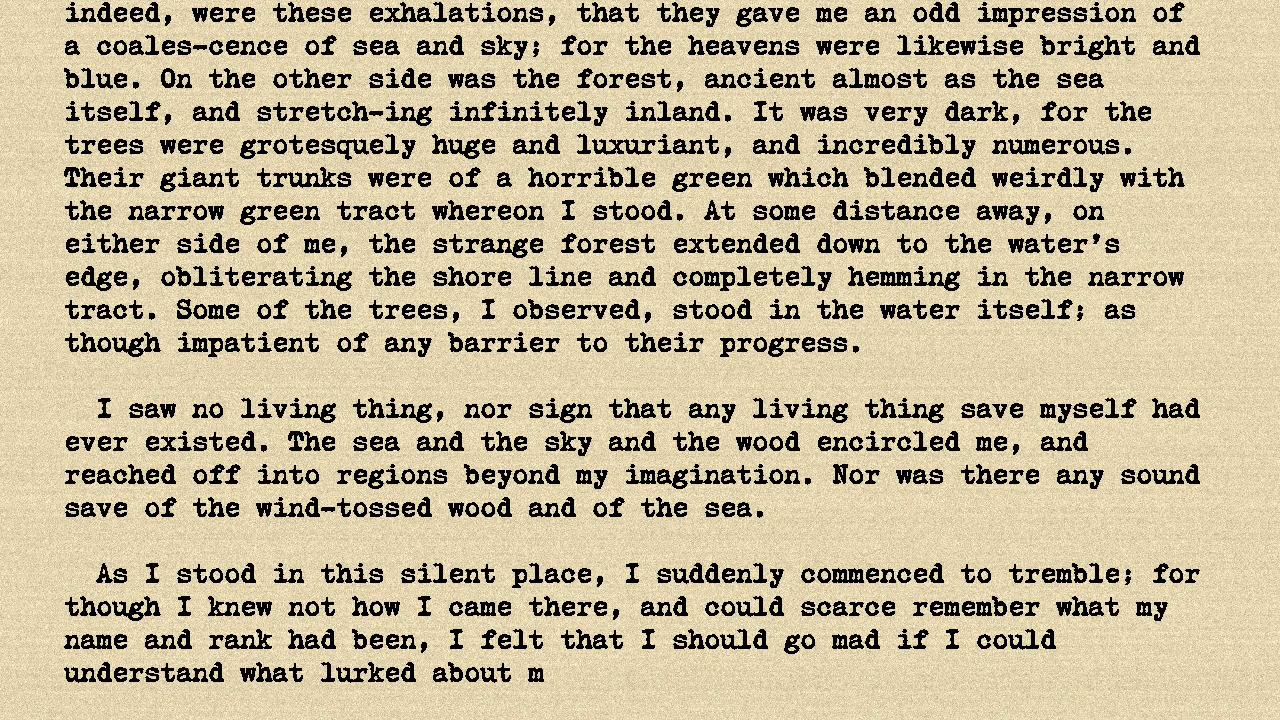 indeed, were these exhalations, that they gave me an odd impression of
a coales-cence of sea and sky; for the heavens were likewise bright and
blue. On the other side was the forest, ancient almost as the sea
itself, and stretch-ing infinitely inland. It was very dark, for the
trees were grotesquely huge and luxuriant, and incredibly numerous.
Their giant trunks were of a horrible green which blended weirdly with
the narrow green tract whereon I stood. At some distance away, on
either side of me, the strange forest extended down to the water's
edge, obliterating the shore line and completely hemming in the narrow
tract. Some of the trees, I observed, stood in the water itself; as
though impatient of any barrier to their progress.
I saw no living thing, nor sign that any living thing save myself had
ever existed. The sea and the sky and the wood encircled me, and
reached off into regions beyond my imagination. Nor was there any sound
save of the wind-tossed wood and of the sea.
As I stood in this silent place, I suddenly commenced to tremble; for
though I knew not how I came there, and could scarce remember what my
name and rank had been, I felt that I should go mad if I could
understand what lurked about m